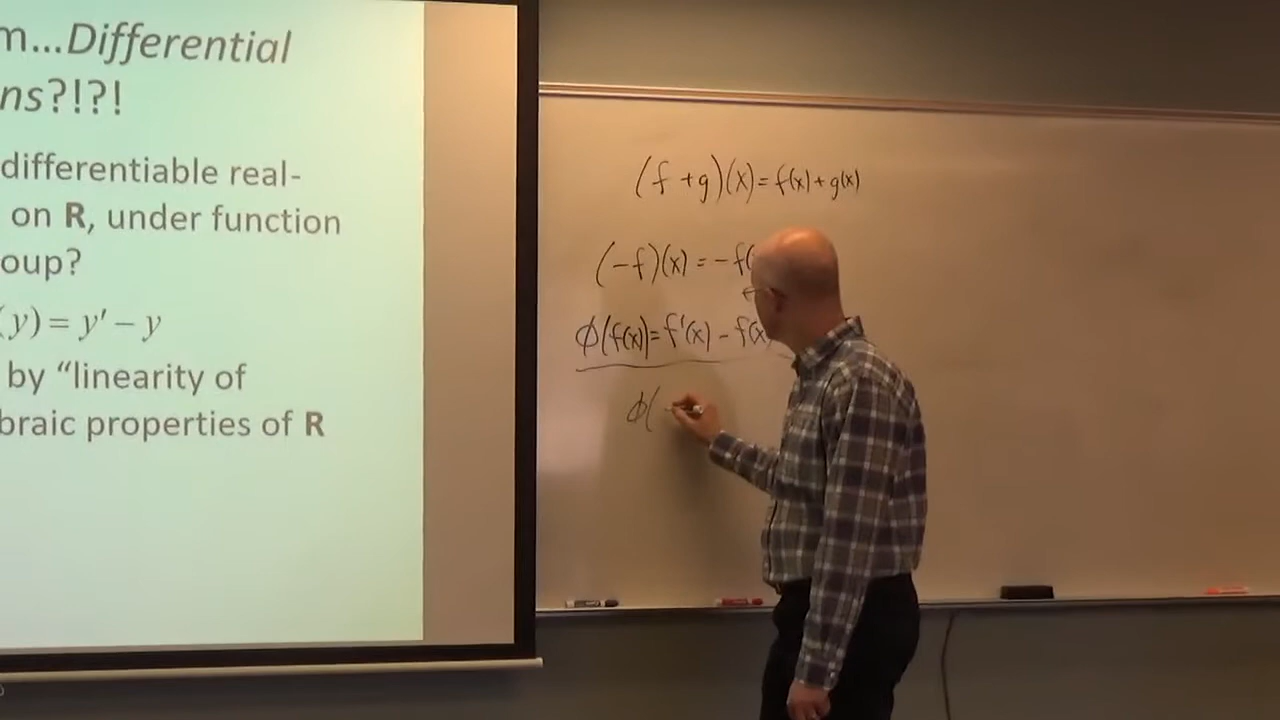 m...Differential
ns?!?!
differentiable real-
on R, under function
oup?
(y) = y' − y
by “linearity of
braic properties of R
(f+g)(x)=f(x)+g(x)
(-f)(x) = -f(
ϕ(f(x))=f'(x) - f(x
ϕ(